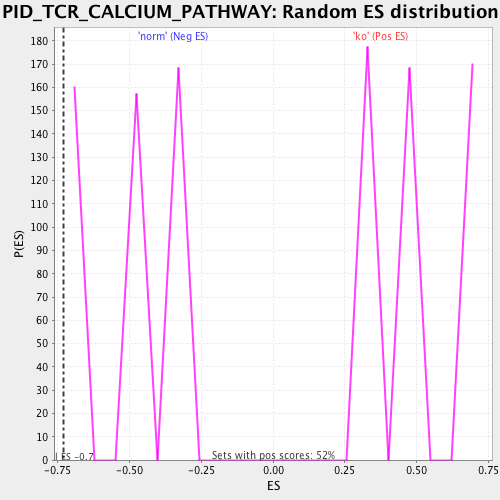 PID_TCR_CALCIUM_PATHWAY: Random ES distribution
'norm' (Neg ES) 'ko' (Pos ES)
180
170
160
150
140
130
120
110
100
90
80
70
60
50
40
30
20
10
0
P(ES)
ES -0.7
Sets with pos scores: 52%
-0.75 -0.50 -0.25 0.00 0.25 0.50 0.75
ES